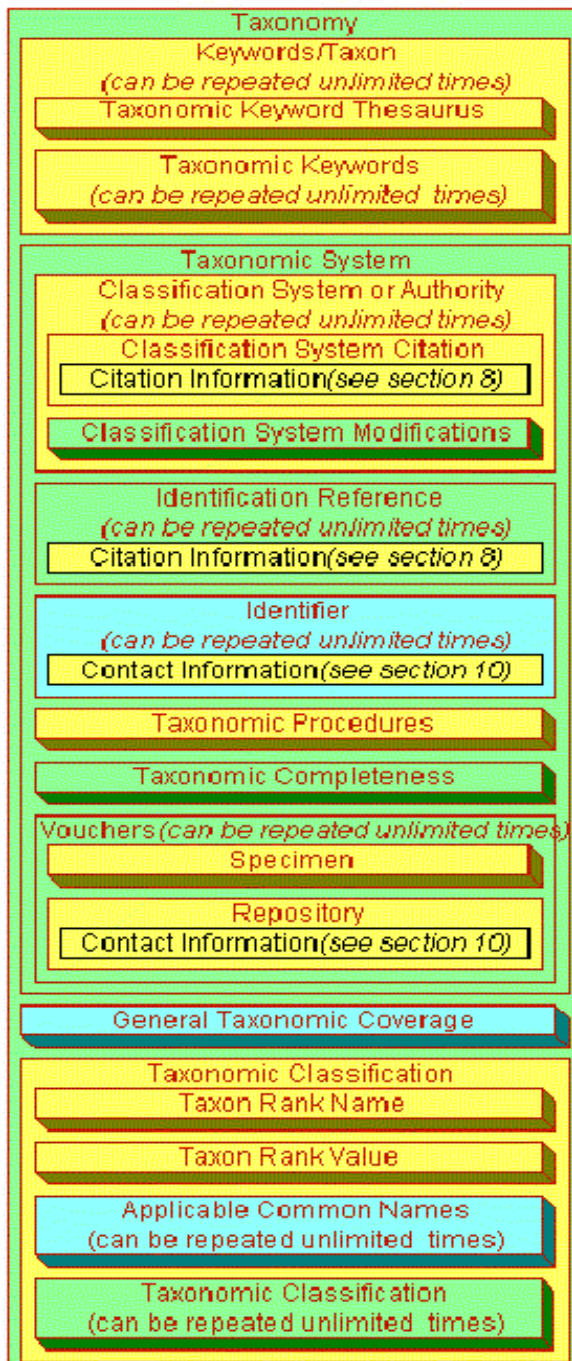 Taxonomy
Keywords/Taxon
(can be repeated unlimited times)
Taxonomic Keyword Thesaurus
Taxonomic Keywords
(can be repeated unlimited times)
Taxonomic System
Classification System or Authority
(can be repeated unlimited times)
Classification System Citation
Citation Information(see section 8)
Classification System Modifications
Identification Reference
(can be repeated unlimited times)
Citation Information(see section 8)
Identifier
(can be repeated unlimited times)
Contact Information(see section 10)
Taxonomic Procedures
Taxonomic Completeness
Vouchers(can be repeated unlimited times)
Specimen
Repository
Contact Information(see section 10)
General Taxonomic Coverage
Taxonomic Classification
Taxon Rank Name
Taxon Rank Value
Applicable Common Names
(can be repeated unlimited times)
Taxonomic Classification
(can be repeated unlimited times)